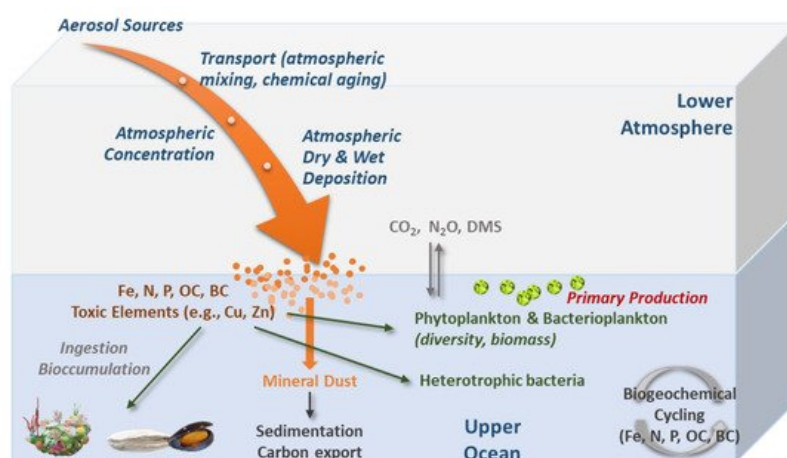 Aerosol Sources
Transport (atmospheric
mixing, chemical aging)
Lower
Atmosphere
Atmospheric
Concentration
Atmospheric
Dry & Wet
Deposition
CO₂, N₂O, DMS
Fe, N, P, OC, BC
Toxic Elements (e.g., Cu, Zn)
Primary Production
Phytoplankton & Bacterioplankton
(diversity, biomass)
Ingestion
Bioccumulation
Mineral Dust
Heterotrophic bacteria
Biogeochemical
Cycling
(Fe, N, P, OC, BC)
Sedimentation
Carbon export
Upper
Ocean